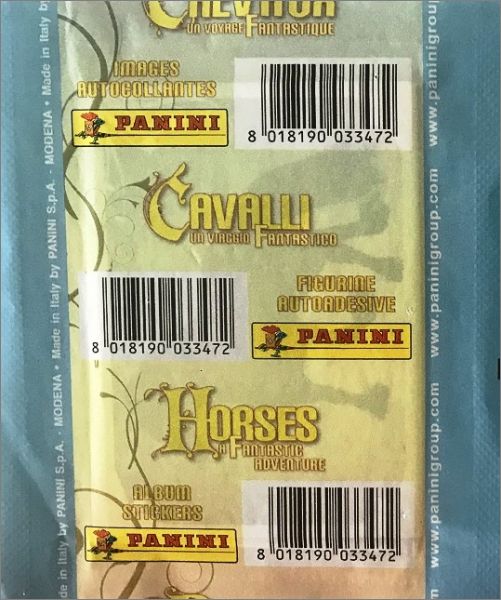 CHEVAUX
UN VOYAGE FANTASTIQUE
IMAGES
AUTOCOLLANTES
PANINI
8 018190 033472
CAVALLI
UN VIAGGIO FANTASTICO
8 018190 033472
FIGURINE
AUTOADESIVE
PANINI
HORSES
A FANTASTIC
ADVENTURE
ALBUM
STICKERS
PANINI
8 018190 033472
MODENA • Made in Italy by PANINI S.p.A. - MODENA • Made in Italy by PANINI S.p.A. - MODENA • Made in Italy by
www.paninigroup.com www.paninigroup.com www.paninigroup.com